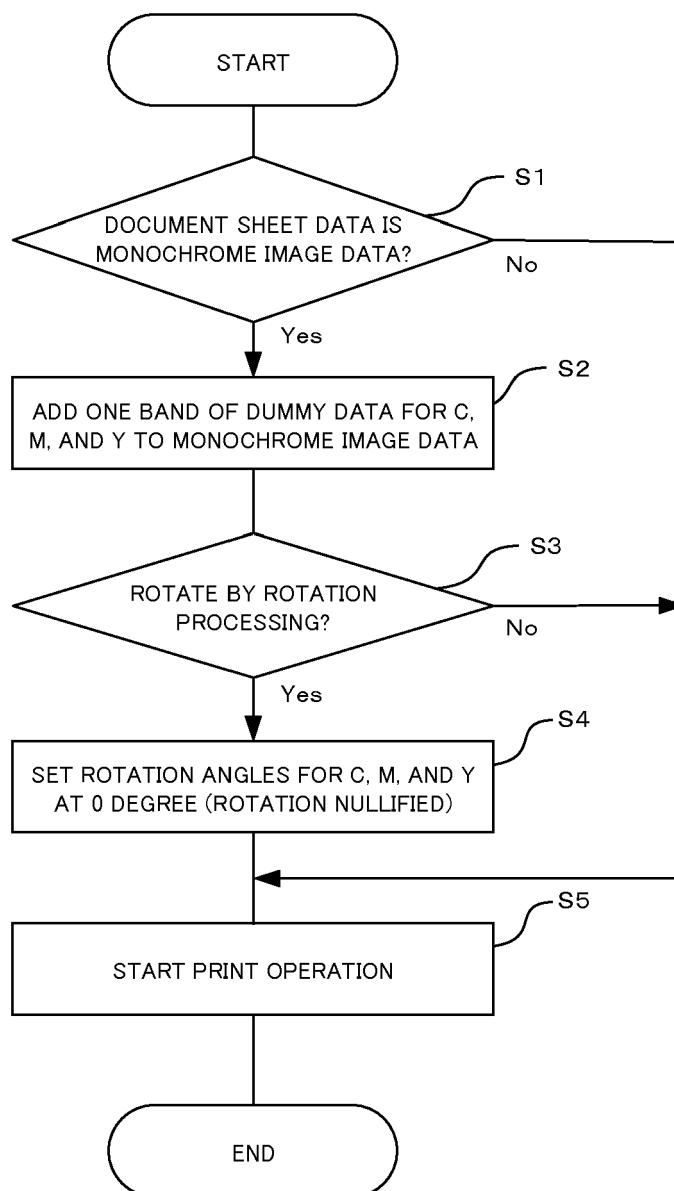 START
S1
DOCUMENT SHEET DATA IS
MONOCHROME IMAGE DATA?
No
Yes
S2
ADD ONE BAND OF DUMMY DATA FOR C,
M, AND Y TO MONOCHROME IMAGE DATA
S3
ROTATE BY ROTATION
PROCESSING?
No
Yes
S4
SET ROTATION ANGLES FOR C, M, AND Y
AT 0 DEGREE (ROTATION NULLIFIED)
S5
START PRINT OPERATION
END